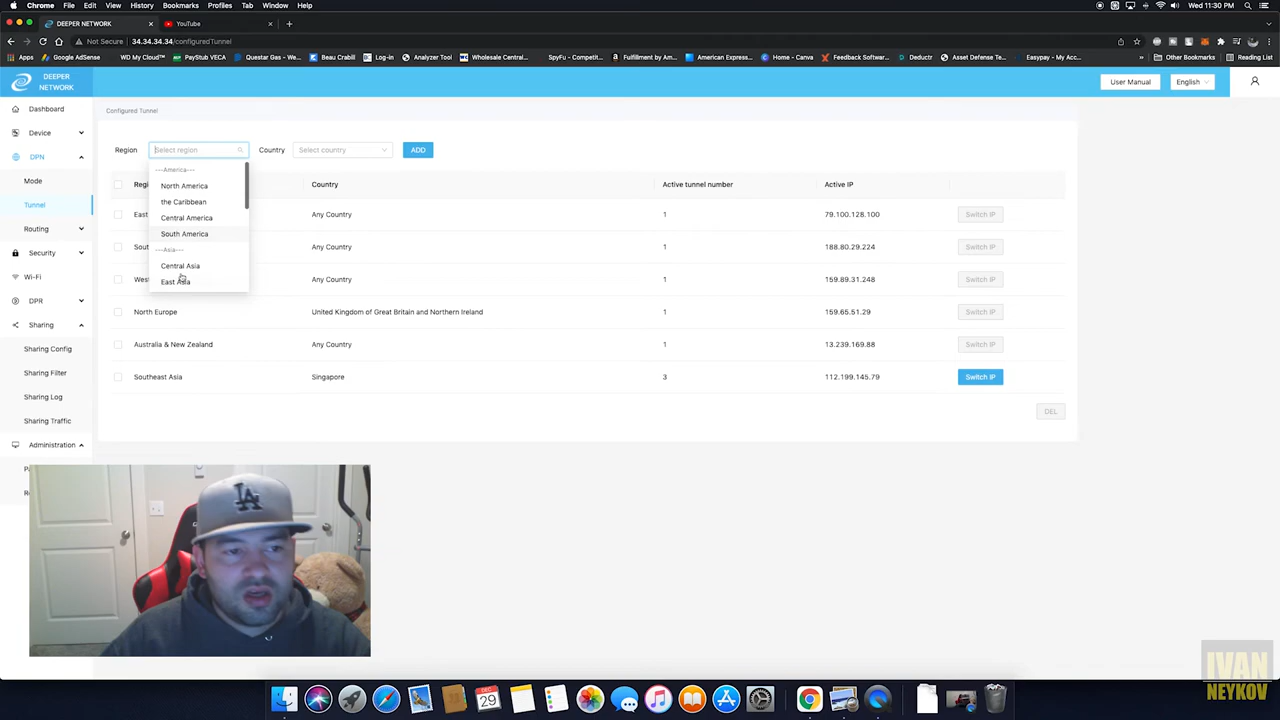 Chrome File Edit View History Bookmarks Profiles Tab Window Help
Wed 11:30 PM
DEEPER NETWORK
YouTube
Not Secure 34.34.34.34/configuredTunnel
Apps Google AdSense WD My Cloud™ PayStub VECA Questar Gas - We... Beau Crabill Log-in Analyzer Tool Wholesale Central... SpyFu - Competit... Fulfillment by Am... American Express... Home - Canva Feedback Softwar... Deductr Asset Defense Te... Easypay - My Acc... » Other Bookmarks Reading List
DEEPER
NETWORK
User Manual
English
Dashboard
Device
DPN
Mode
Tunnel
Routing
Security
Wi-Fi
DPR
Sharing
Sharing Config
Sharing Filter
Sharing Log
Sharing Traffic
Administration
Configured Tunnel
Region Select region Country Select country ADD
---America---
North America
the Caribbean
Central America
South America
---Asia---
Central Asia
East Asia
Regi Country Active tunnel number Active IP
East Any Country 1 79.100.128.100 Switch IP
Sout Any Country 1 188.80.29.224 Switch IP
West Any Country 1 159.89.31.248 Switch IP
North Europe United Kingdom of Great Britain and Northern Ireland 1 159.65.51.29 Switch IP
Australia & New Zealand Any Country 1 13.239.169.88 Switch IP
Southeast Asia Singapore 3 112.199.145.79 Switch IP
DEL
LA
DEC
29
IVAN
NEYKOV